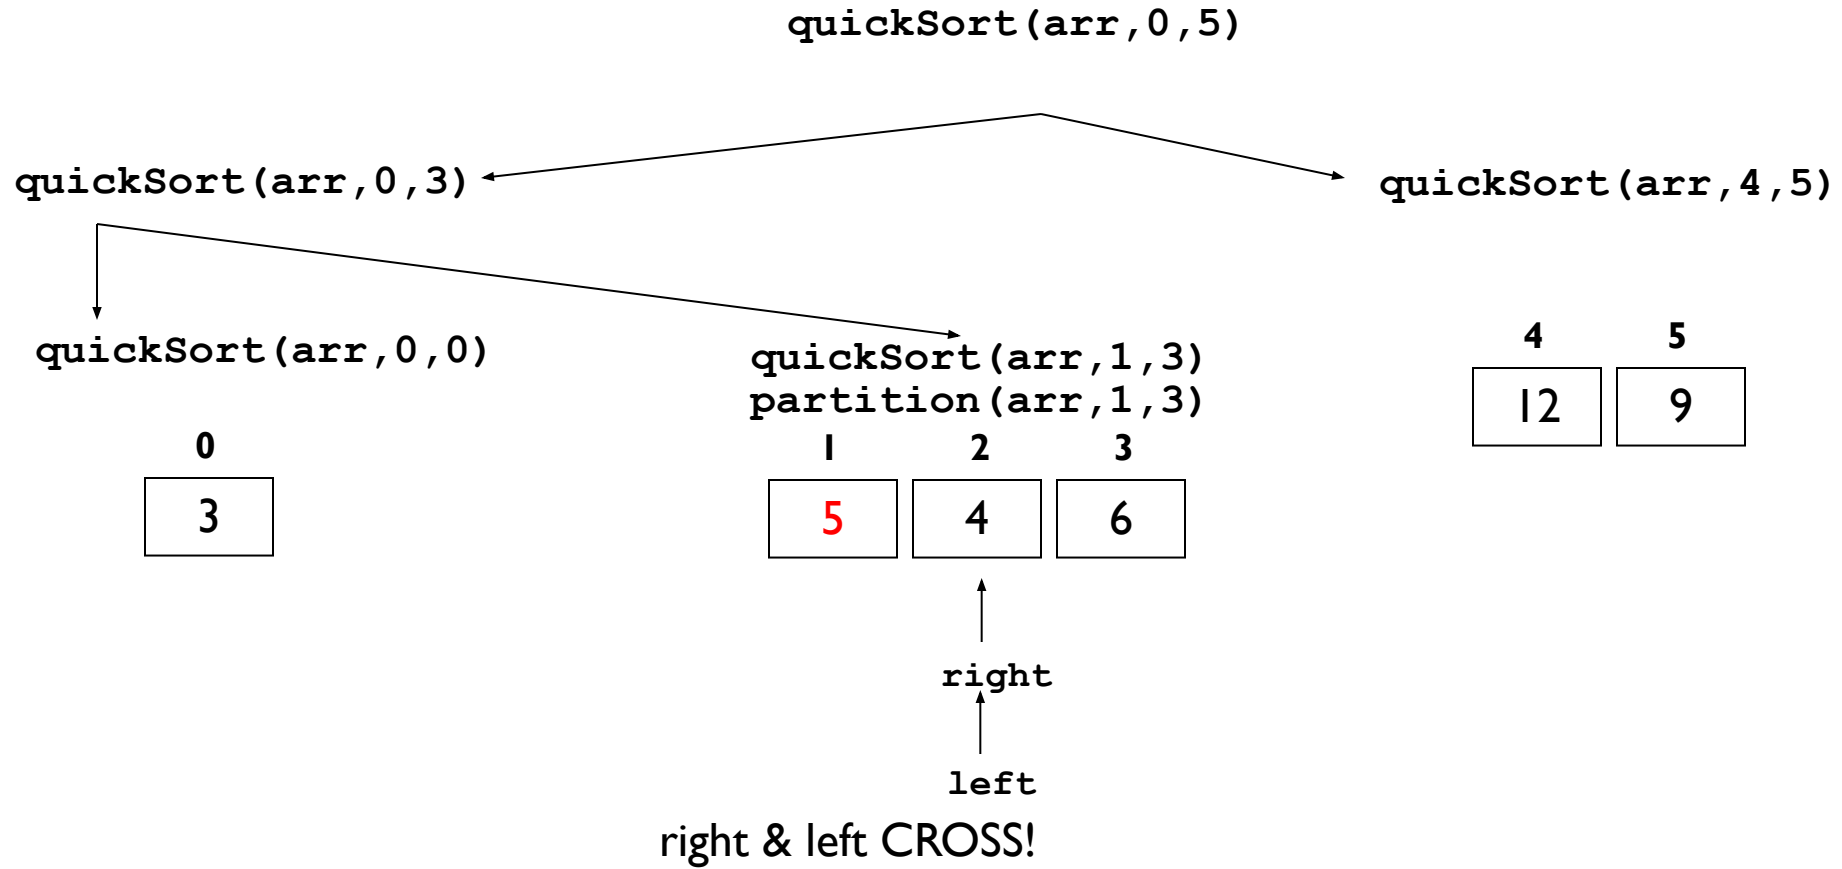 quickSort(arr,0,5)
quickSort(arr,0,3)
quickSort(arr,4,5)
quickSort(arr,0,0)
quickSort(arr,1,3)
partition(arr,1,3)
4 5
12 9
0
3
1 2 3
5 4 6
right
left
right & left CROSS!